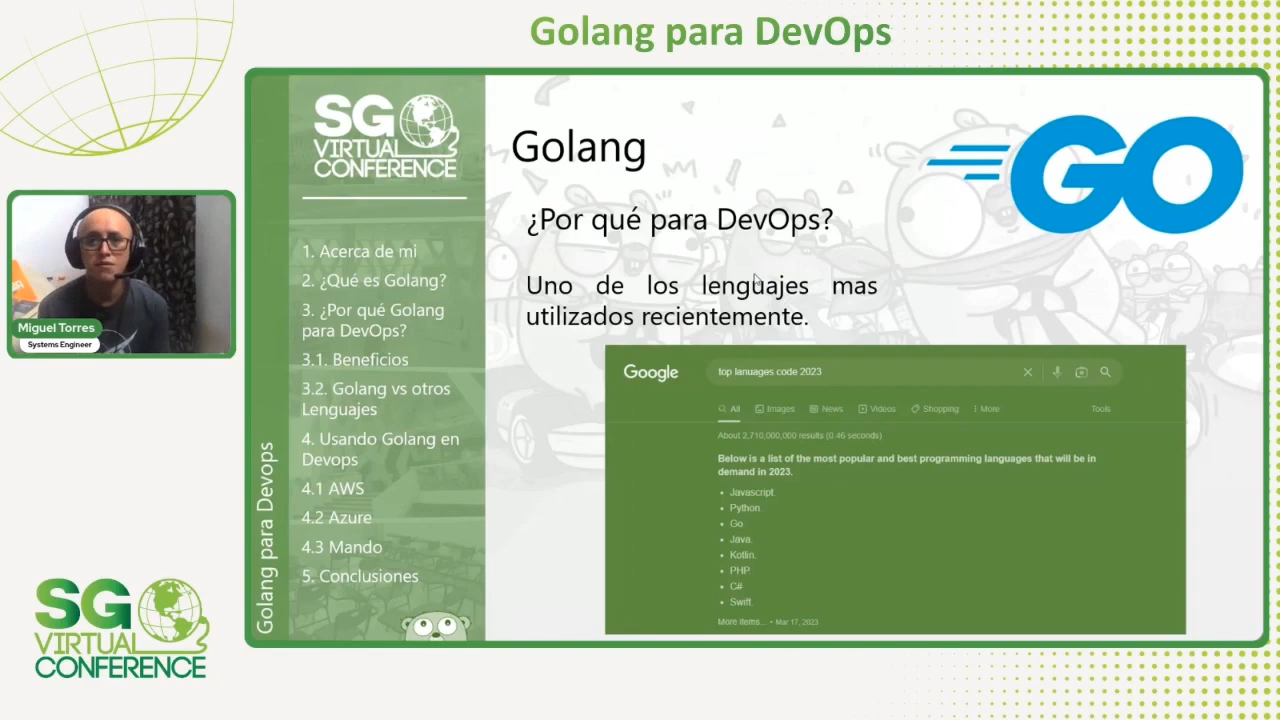 Golang para DevOps
SG
VIRTUAL
CONFERENCE
Golang
GO
¿Por qué para DevOps?
Uno de los lenguajes mas
utilizados recientemente.
1. Acerca de mi
2. ¿Qué es Golang?
3. ¿Por qué Golang
para DevOps?
3.1. Beneficios
3.2. Golang vs otros
Lenguajes
4. Usando Golang en
Devops
4.1 AWS
4.2 Azure
4.3 Mando
5. Conclusiones
Golang para Devops
Google
top lanuages code 2023
All Images News Videos Shopping More Tools
About 2,710,000,000 results (0.46 seconds)
Below is a list of the most popular and best programming languages that will be in
demand in 2023.
• Javascript.
• Python.
• Go.
• Java.
• Kotlin.
• PHP.
• C#.
• Swift.
More items... • Mar 17, 2023
Miguel Torres
Systems Engineer
SG
VIRTUAL
CONFERENCE